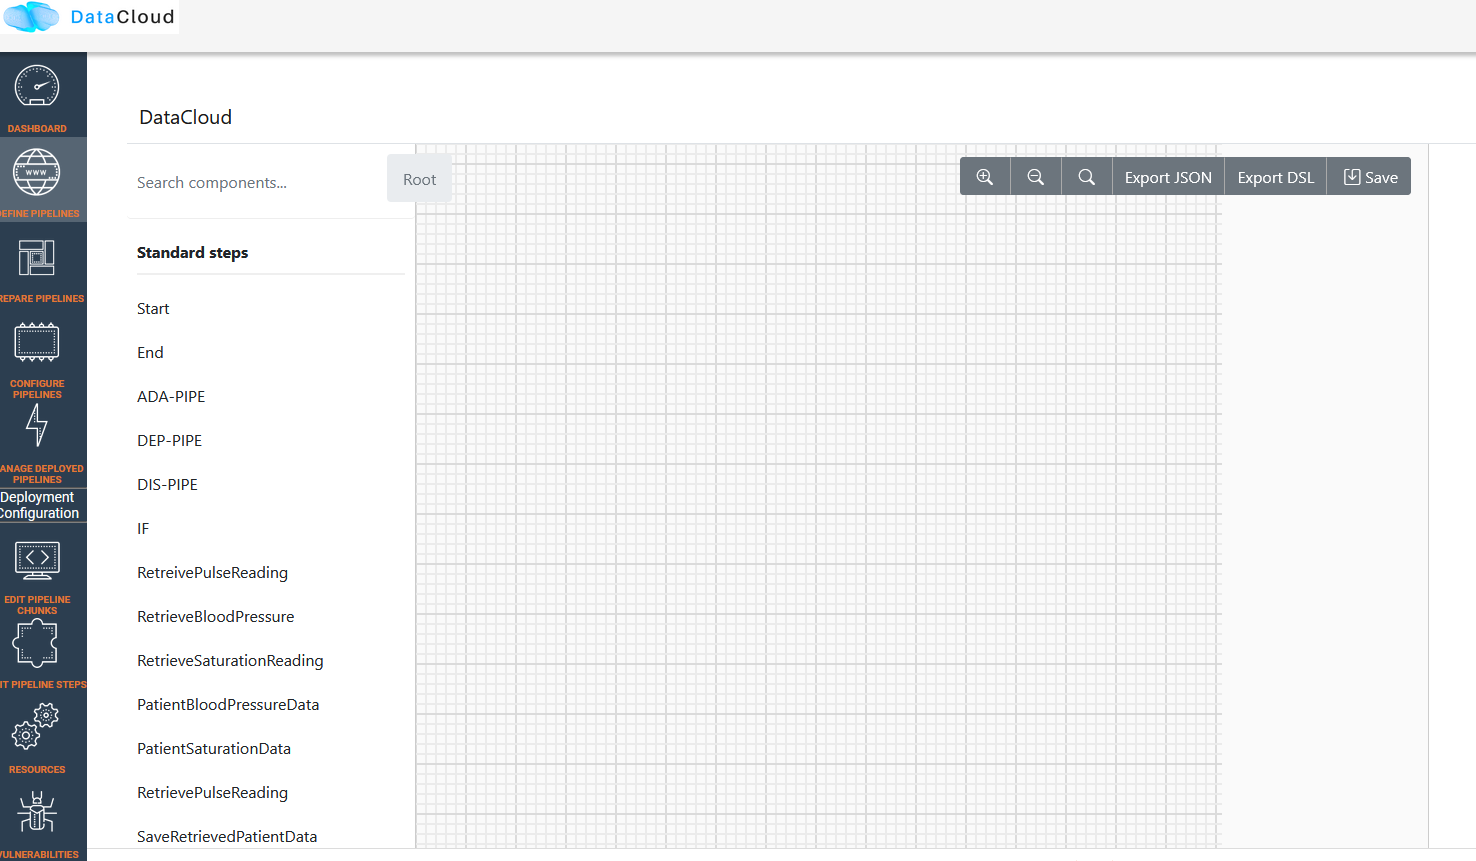 DataCloud
DASHBOARD
WWW
EFINE PIPELINES
REPARE PIPELINES
CONFIGURE
PIPELINES
ANAGE DEPLOYED
PIPELINES
Deployment
Configuration
EDIT PIPELINE
CHUNKS
IT PIPELINE STEPS
RESOURCES
VULNERABILITIES
DataCloud
Search components...
Root
Export JSON
Export DSL
Save
Standard steps
Start
End
ADA-PIPE
DEP-PIPE
DIS-PIPE
IF
RetreivePulseReading
RetrieveBloodPressure
RetrieveSaturationReading
PatientBloodPressureData
PatientSaturationData
RetrievePulseReading
SaveRetrievedPatientData